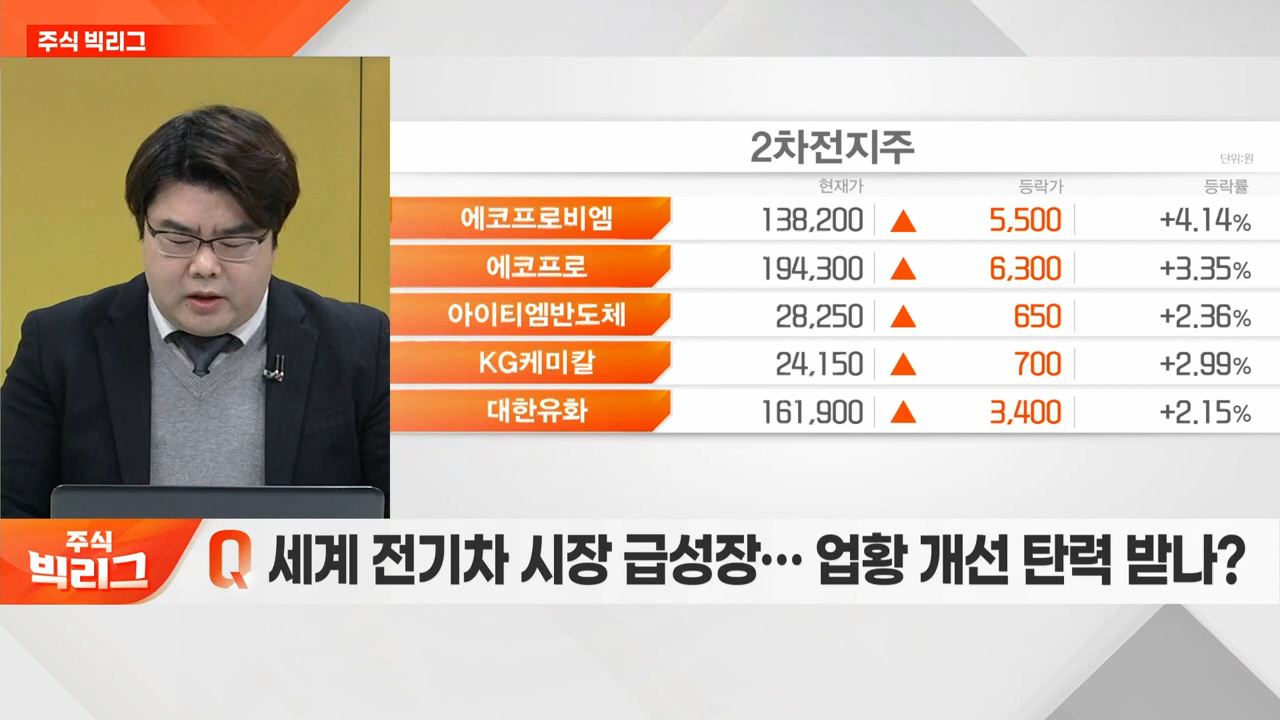 주식 빅리그
2차전지주
단위:원
현재가 등락가 등락률
에코프로비엠 138,200 ▲ 5,500 +4.14%
에코프로 194,300 ▲ 6,300 +3.35%
아이티엠반도체 28,250 ▲ 650 +2.36%
KG케미칼 24,150 ▲ 700 +2.99%
대한유화 161,900 ▲ 3,400 +2.15%
주식
빅리그
Q 세계 전기차 시장 급성장… 업황 개선 탄력 받나?